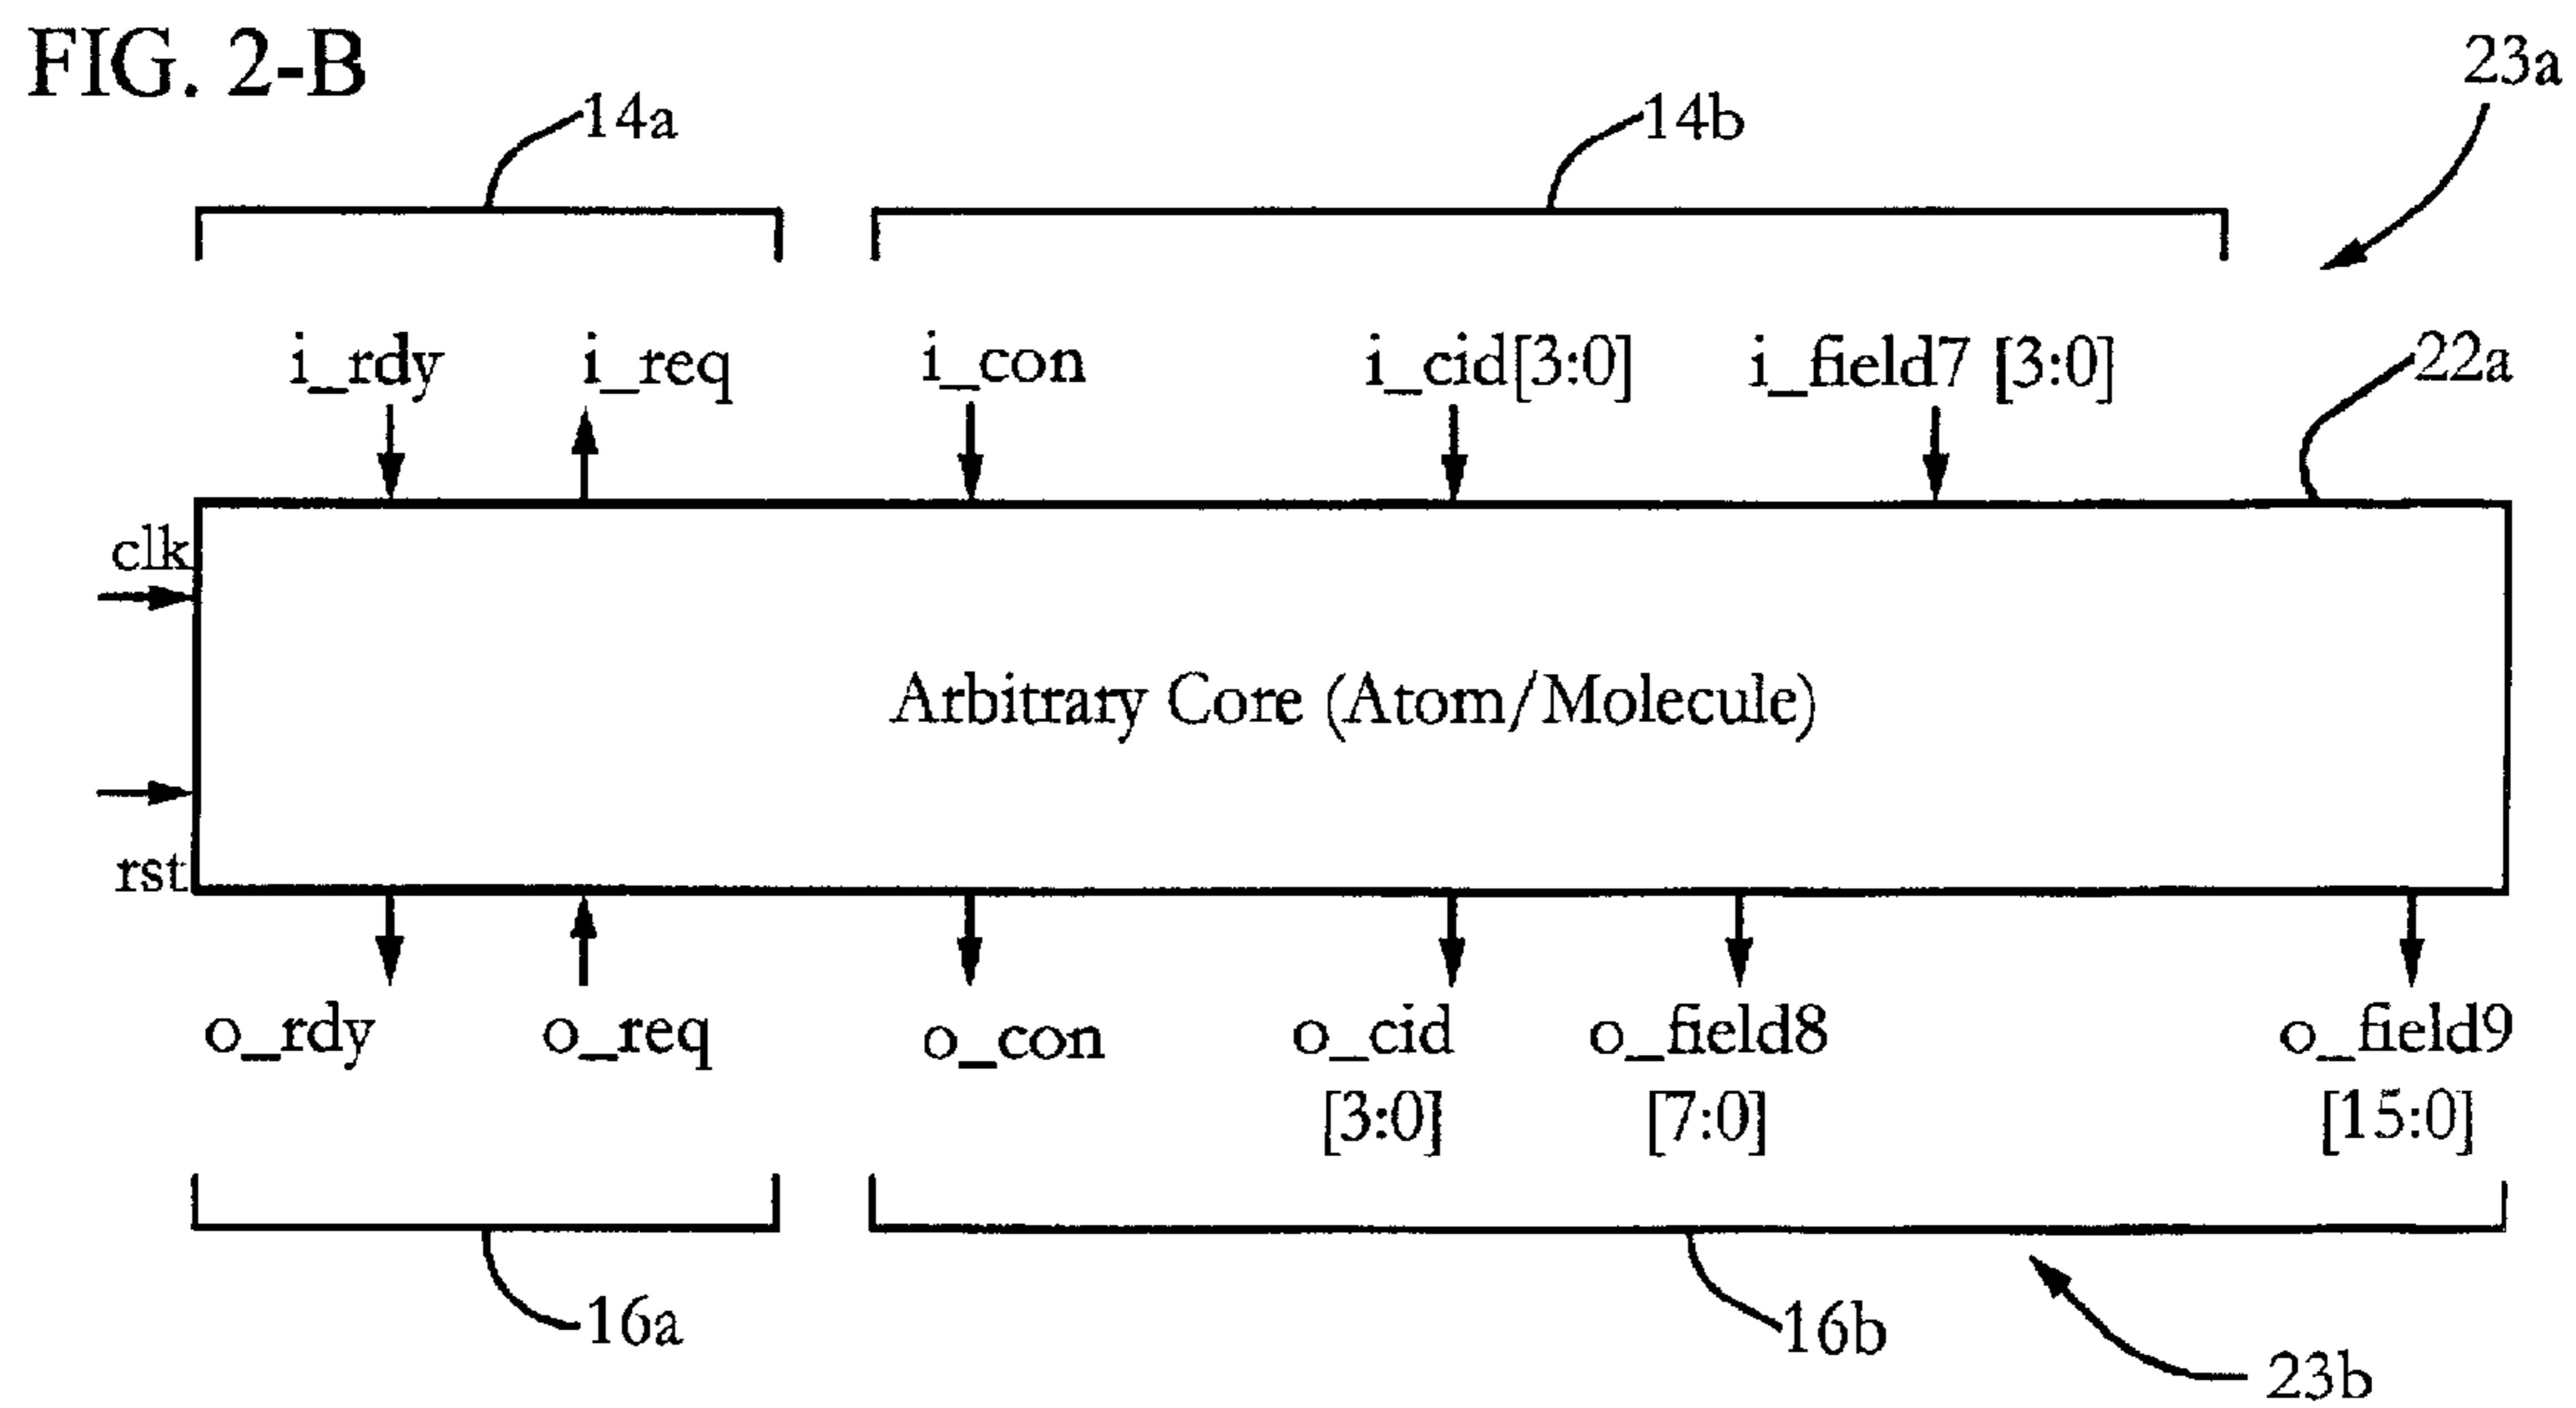 FIG. 2-B
23a
14a
14b
i_rdy
i_req
i_con
i_cid[3:0]
i_field7 [3:0]
22a
clk
Arbitrary Core (Atom/Molecule)
rst
o_rdy
o_req
o_con
o_cid
[3:0]
o_field8
[7:0]
o_field9
[15:0]
16a
16b
23b